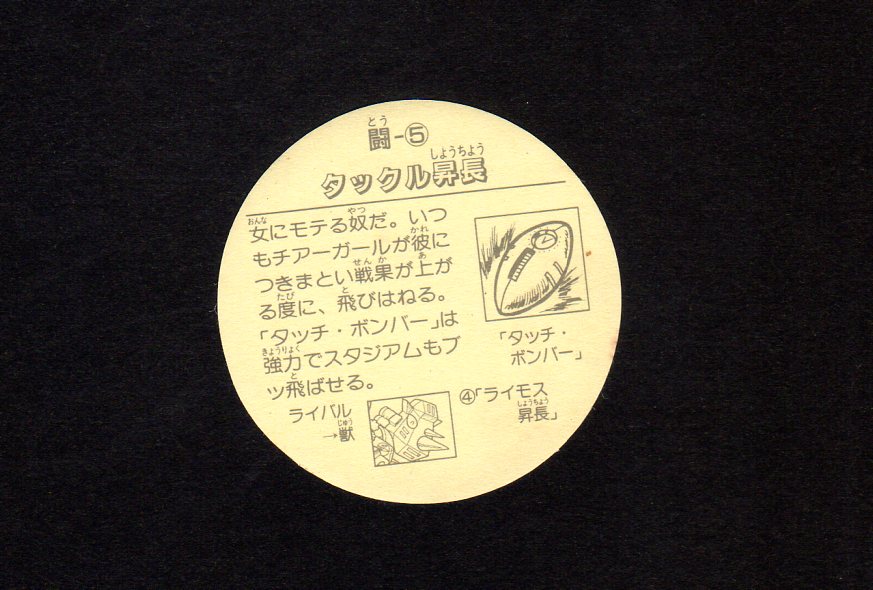 闘-⑤
タックル昇長
女にモテる奴だ。いつ
もチアーガールが彼に
つきまとい戦果が上が
る度に、飛びはねる。
「タッチ・ボンバー」は
強力でスタジアムもブ
ッ飛ばせる。
「タッチ・
ボンバー」
ライバル
→獣
④「ライモス
昇長」